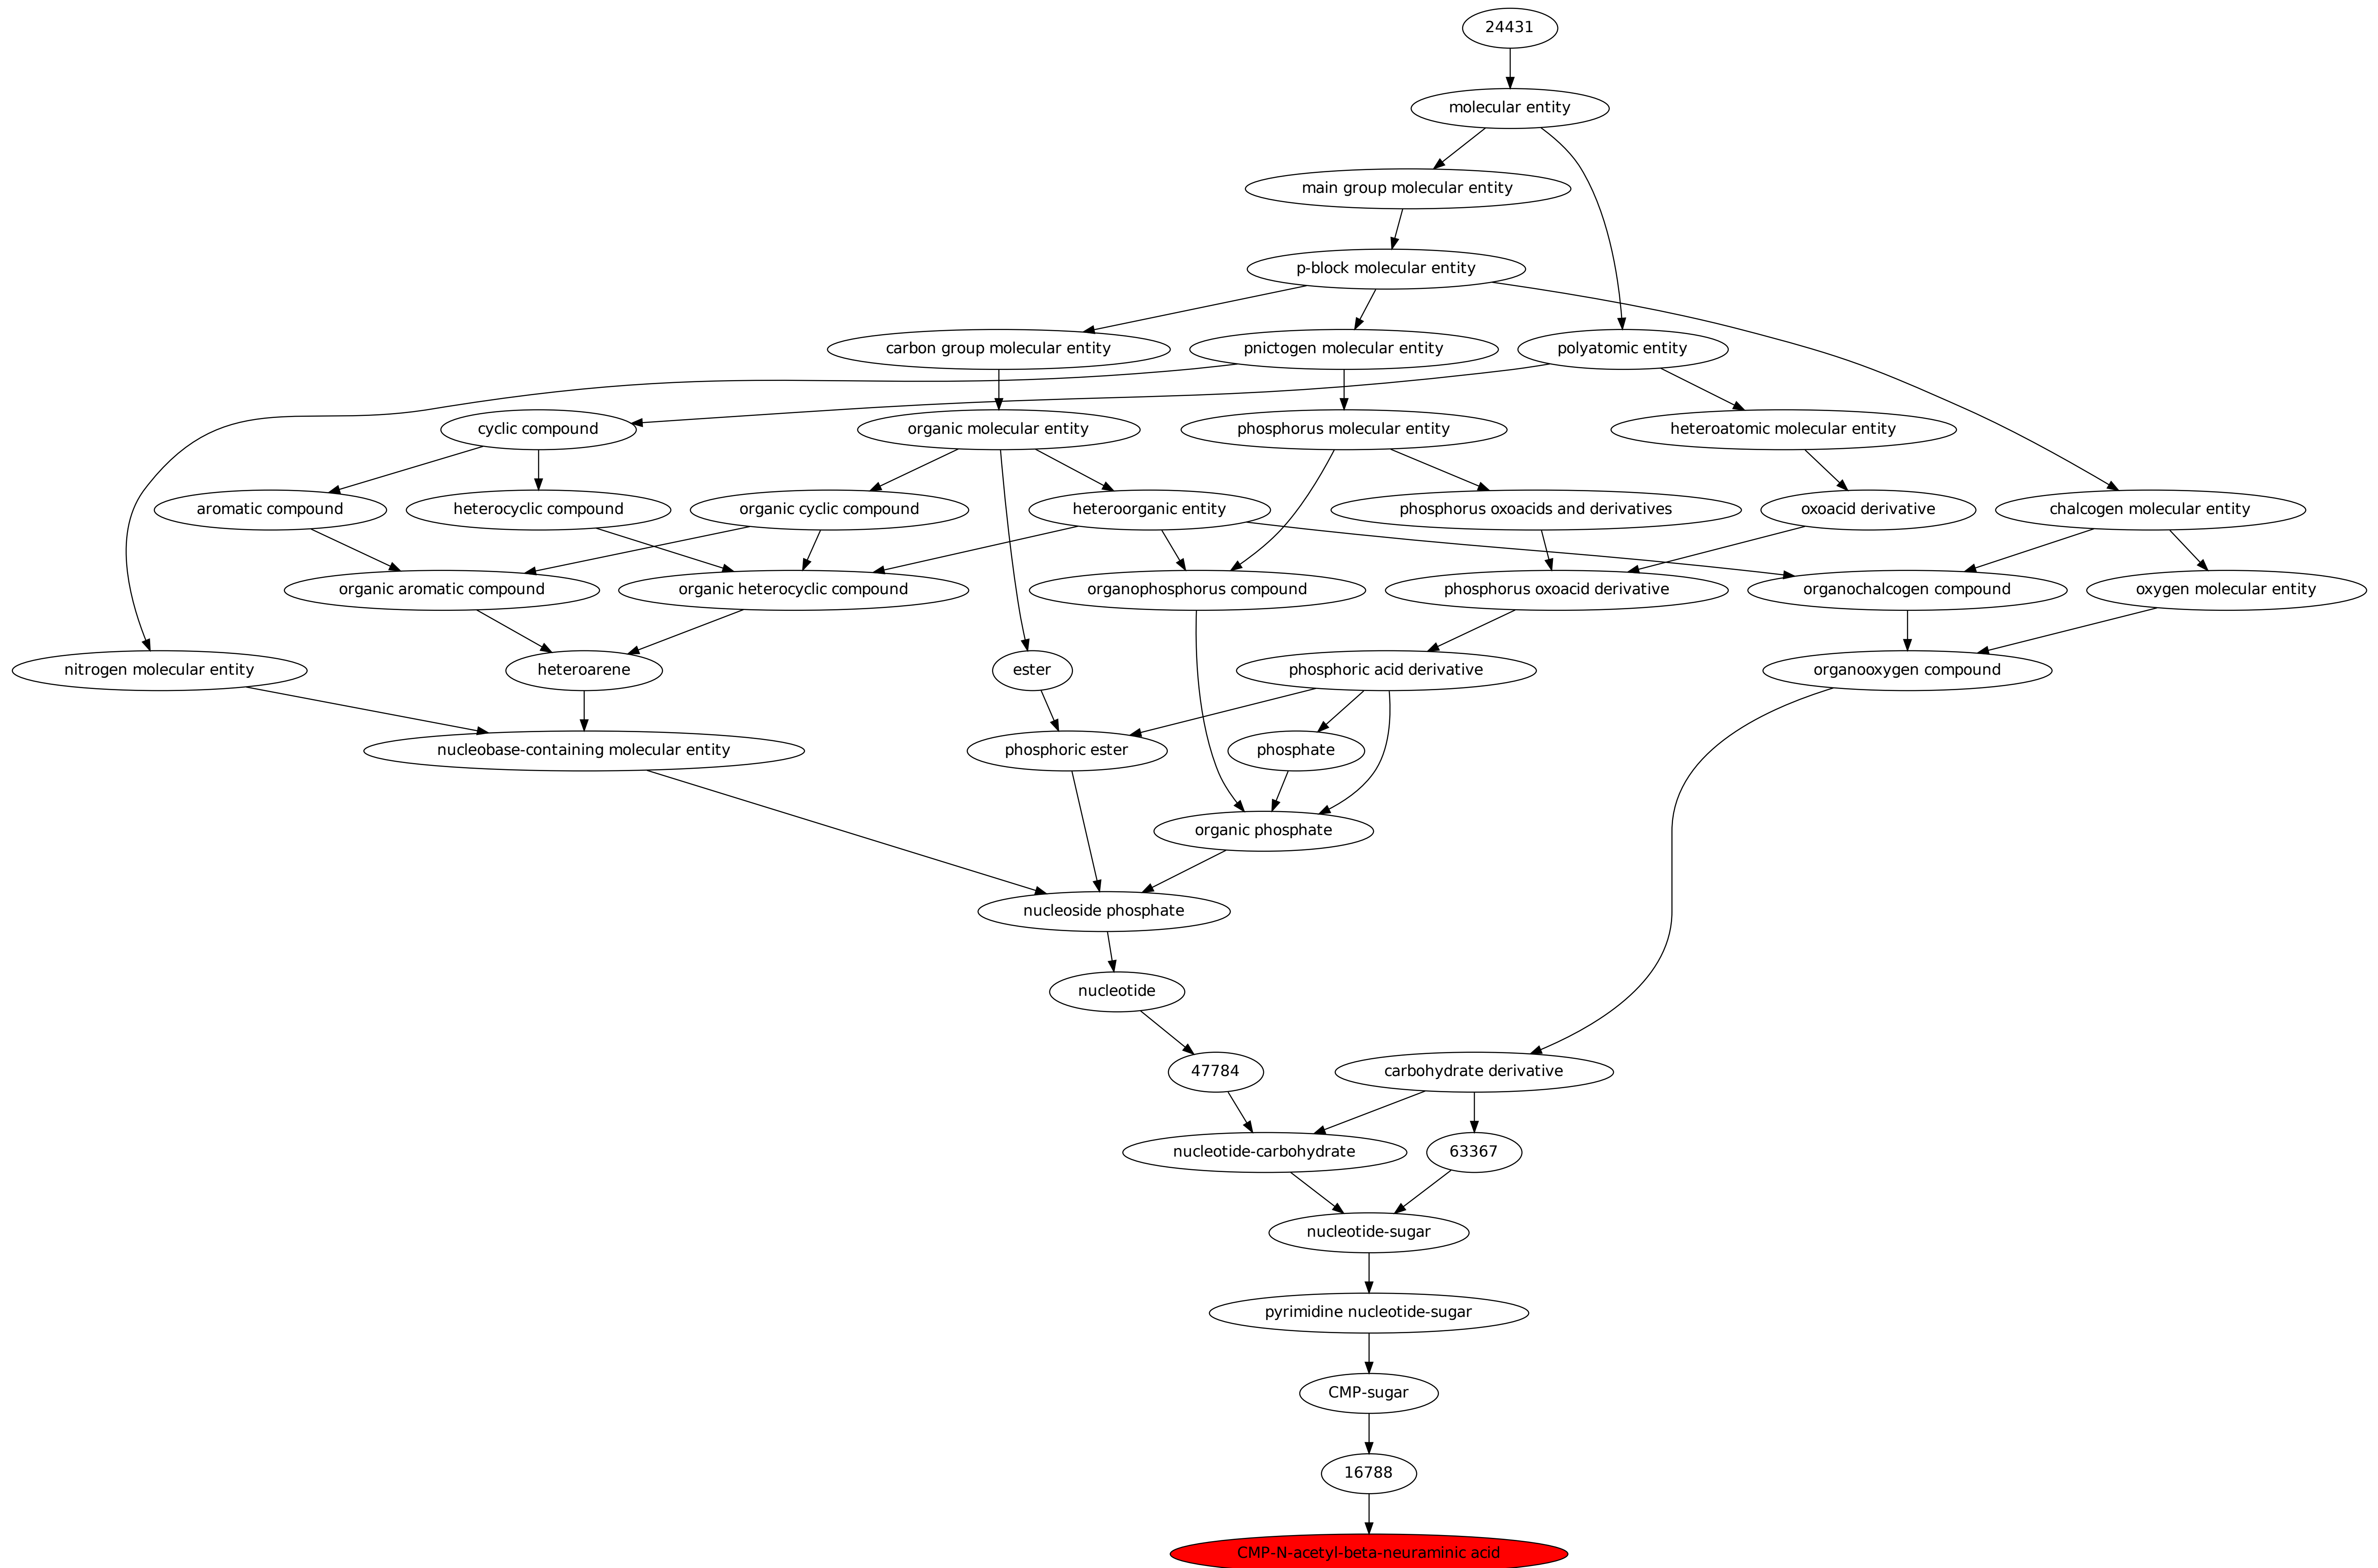 24431
molecular entity
main group molecular entity
p-block molecular entity
carbon group molecular entity
pnictogen molecular entity
polyatomic entity
cyclic compound
organic molecular entity
phosphorus molecular entity
heteroatomic molecular entity
aromatic compound
heterocyclic compound
organic cyclic compound
heteroorganic entity
phosphorus oxoacids and derivatives
oxoacid derivative
chalcogen molecular entity
organic aromatic compound
organic heterocyclic compound
organophosphorus compound
phosphorus oxoacid derivative
organochalcogen compound
oxygen molecular entity
nitrogen molecular entity
heteroarene
ester
phosphoric acid derivative
organooxygen compound
nucleobase-containing molecular entity
phosphoric ester
phosphate
organic phosphate
nucleoside phosphate
nucleotide
47784
carbohydrate derivative
nucleotide-carbohydrate
63367
nucleotide-sugar
pyrimidine nucleotide-sugar
CMP-sugar
16788
CMP-N-acetyl-beta-neuraminic acid